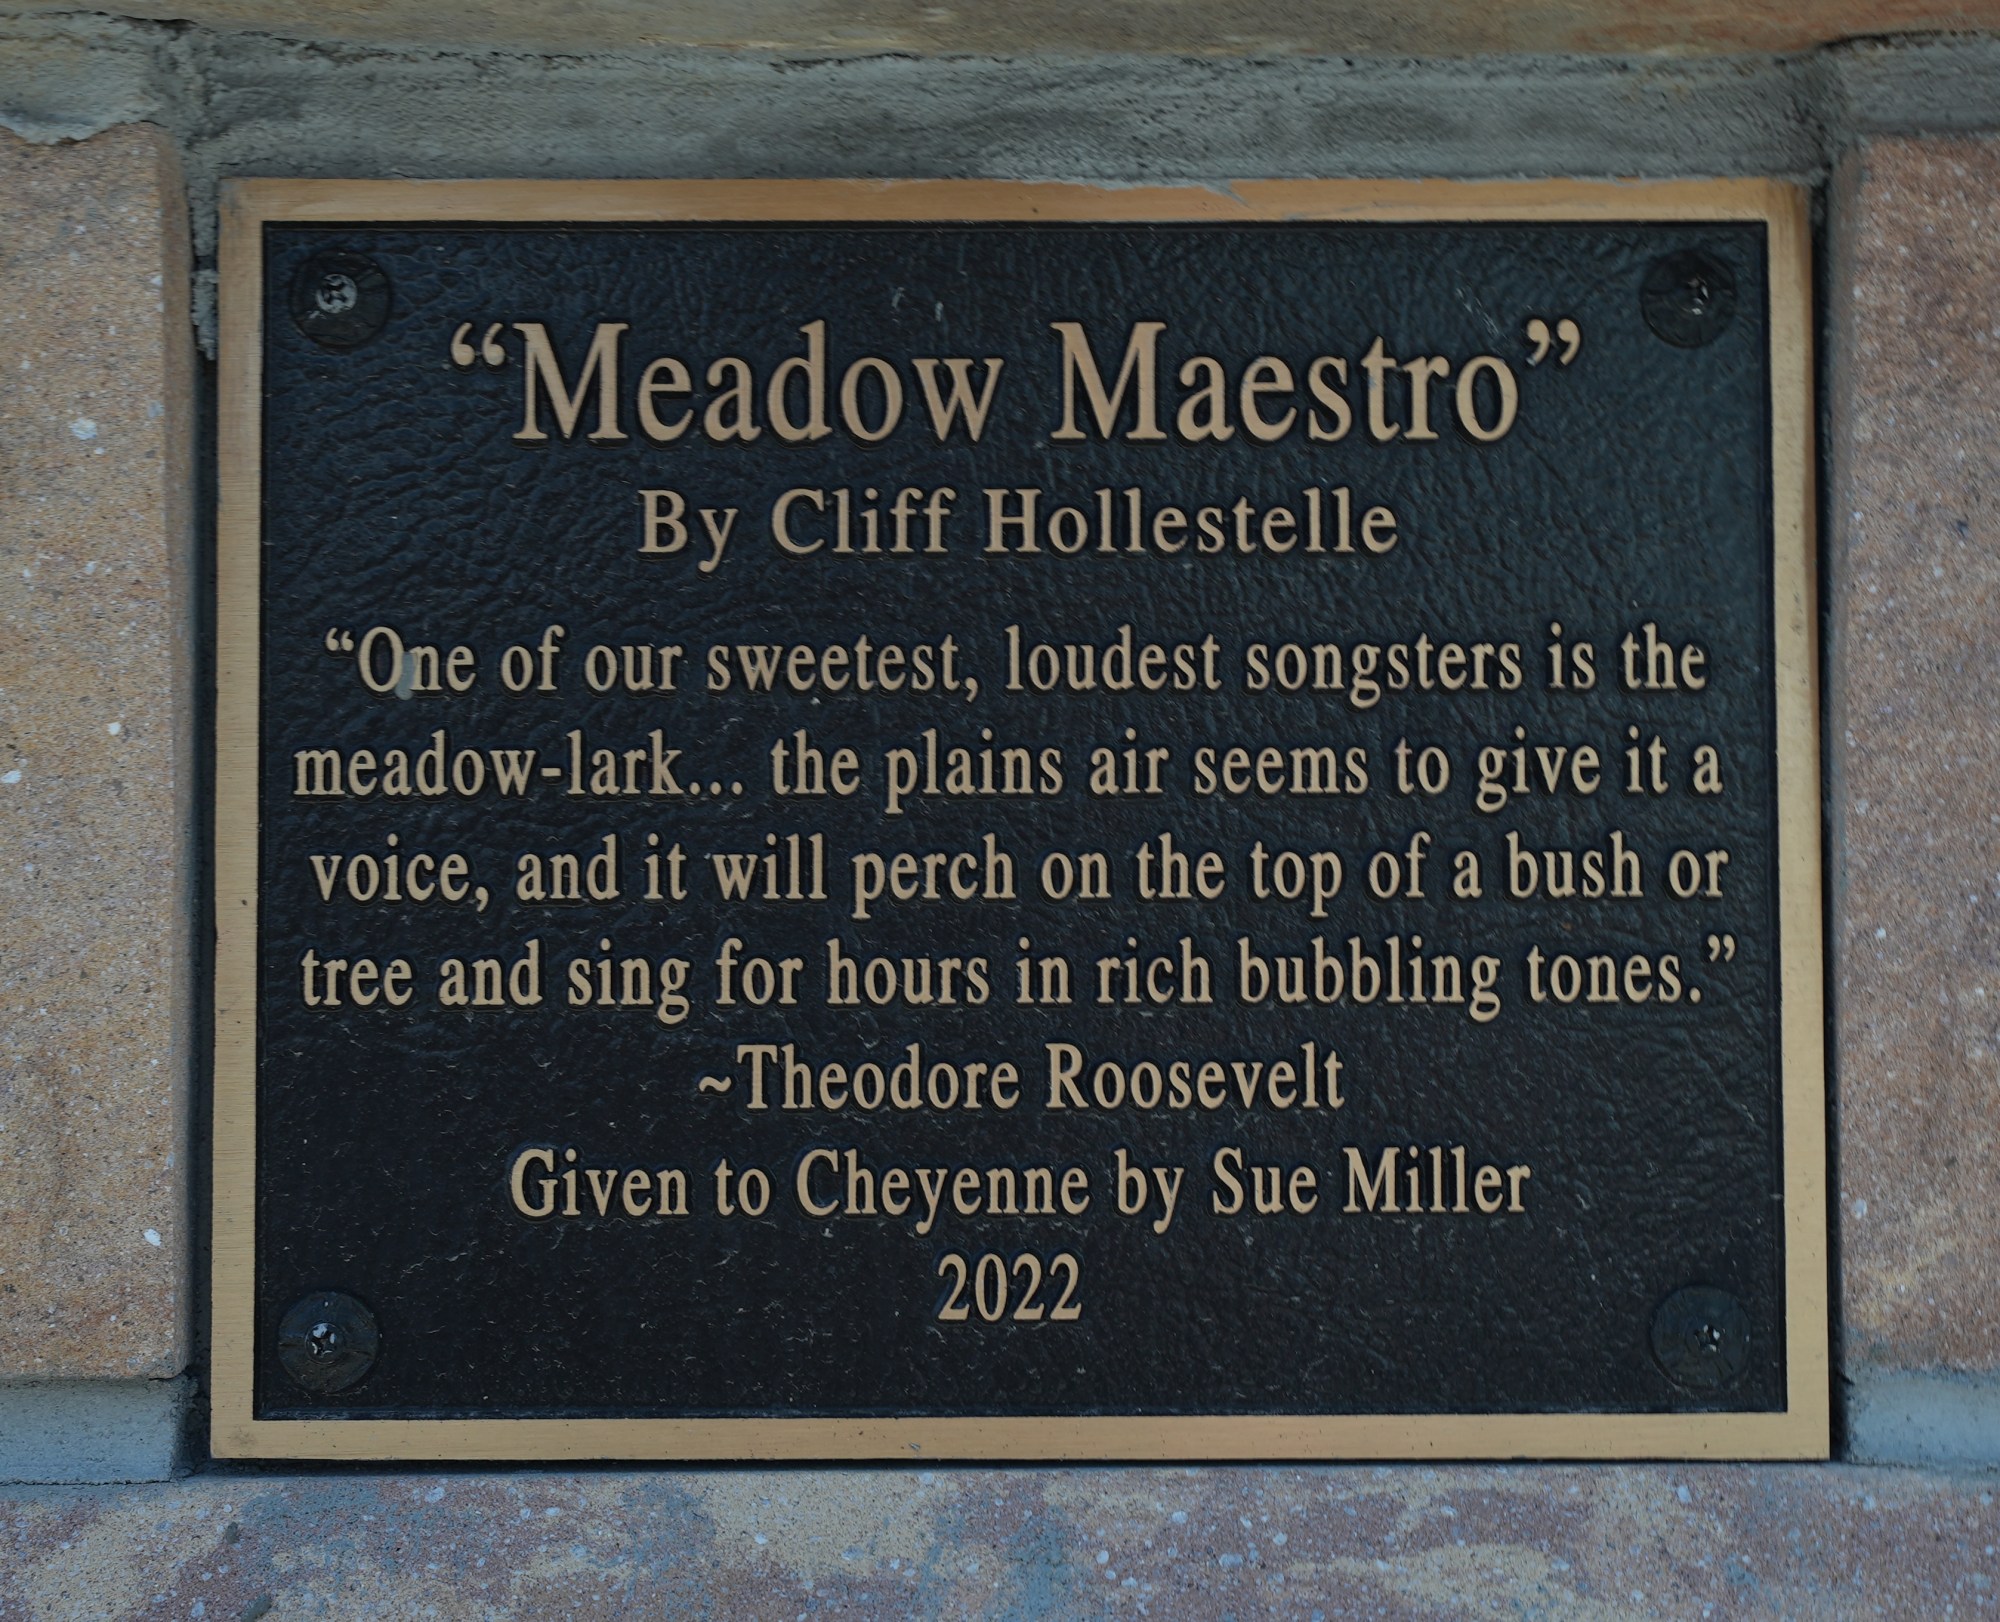 “Meadow Maestro”
By Cliff Hollestelle
“One of our sweetest, loudest songsters is the
meadow-lark... the plains air seems to give it a
voice, and it will perch on the top of a bush or
tree and sing for hours in rich bubbling tones.”
~Theodore Roosevelt
Given to Cheyenne by Sue Miller
2022